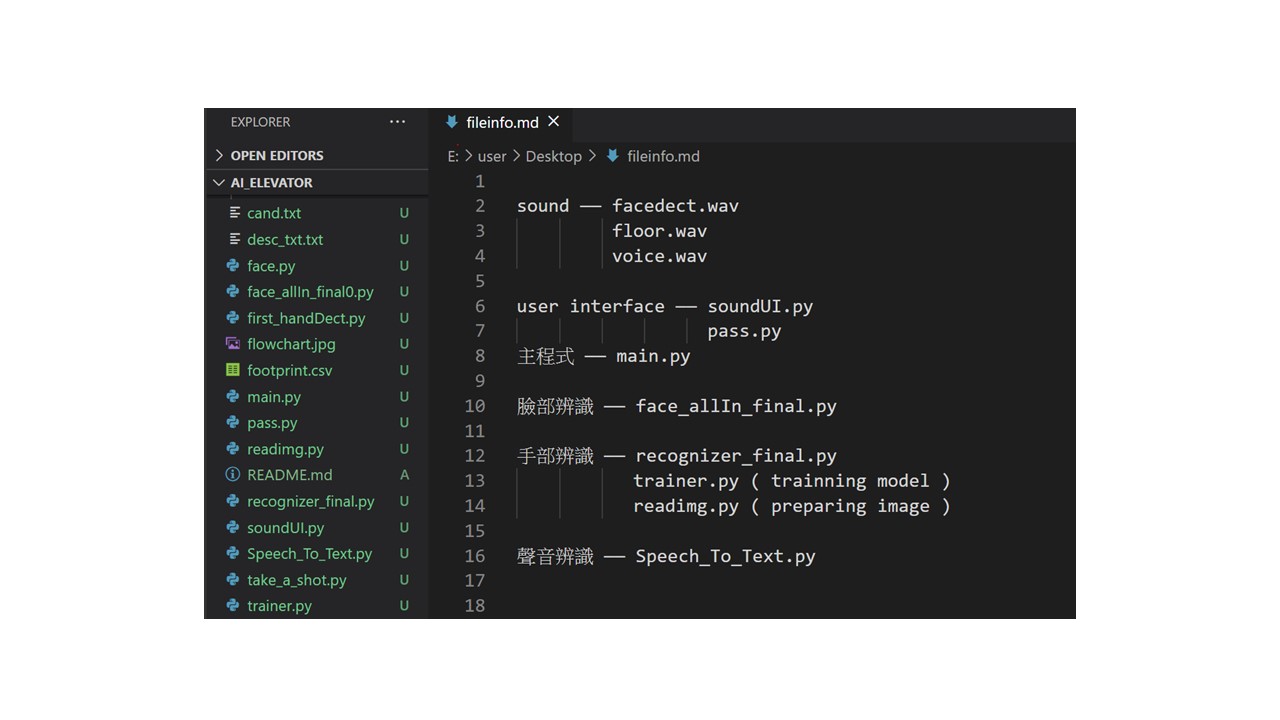 EXPLORER ···
OPEN EDITORS
AI_ELEVATOR
cand.txt U
desc_txt.txt U
face.py U
face_allIn_final0.py U
first_handDect.py U
flowchart.jpg U
footprint.csv U
main.py U
pass.py U
readimg.py U
README.md A
recognizer_final.py U
soundUI.py U
Speech_To_Text.py U
take_a_shot.py U
trainer.py U
fileinfo.md ×
E: > user > Desktop > fileinfo.md
1
2 sound —— facedect.wav
3 floor.wav
4 voice.wav
5
6 user interface —— soundUI.py
7 pass.py
8 主程式 —— main.py
9
10 臉部辨識 —— face_allIn_final.py
11
12 手部辨識 —— recognizer_final.py
13 trainer.py ( trainning model )
14 readimg.py ( preparing image )
15
16 聲音辨識 —— Speech_To_Text.py
17
18